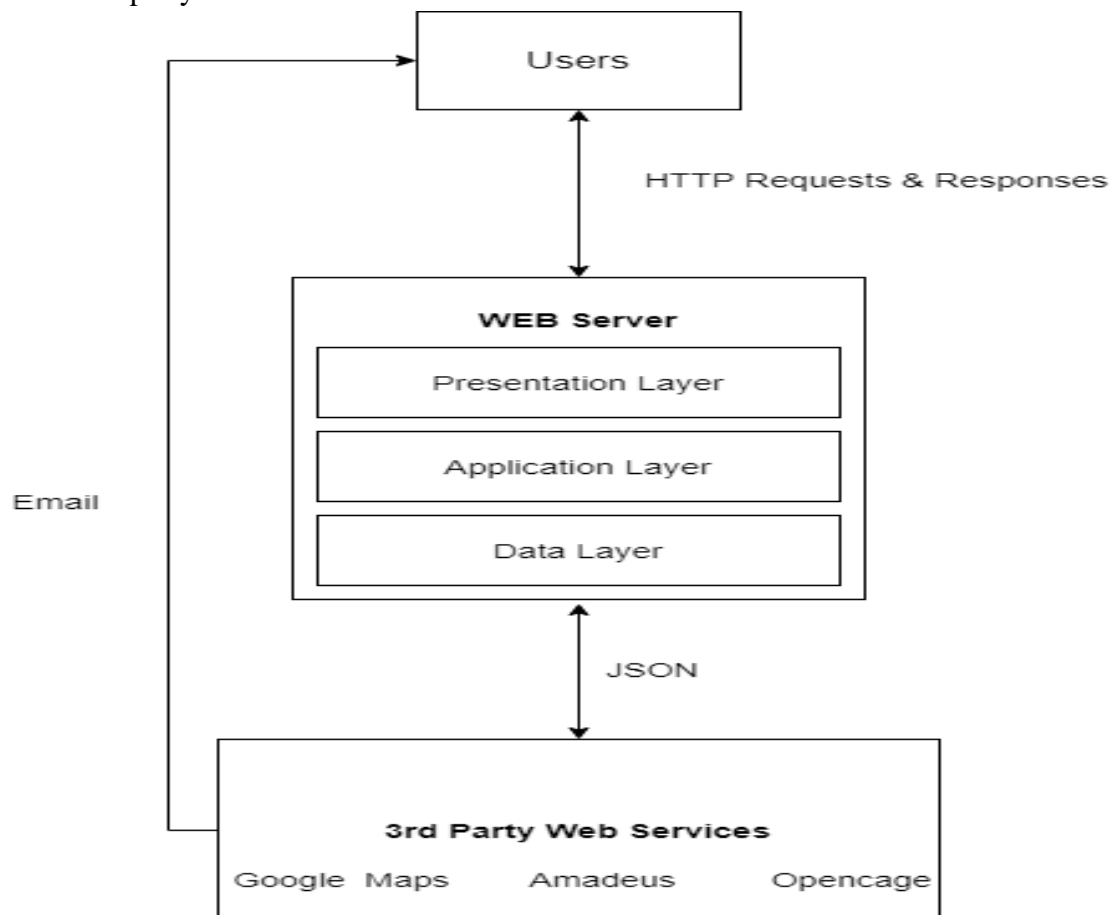 Users
HTTP Requests & Responses
WEB Server
Presentation Layer
Application Layer
Email
Data Layer
JSON
3rd Party Web Services
Google Maps Amadeus Opencage